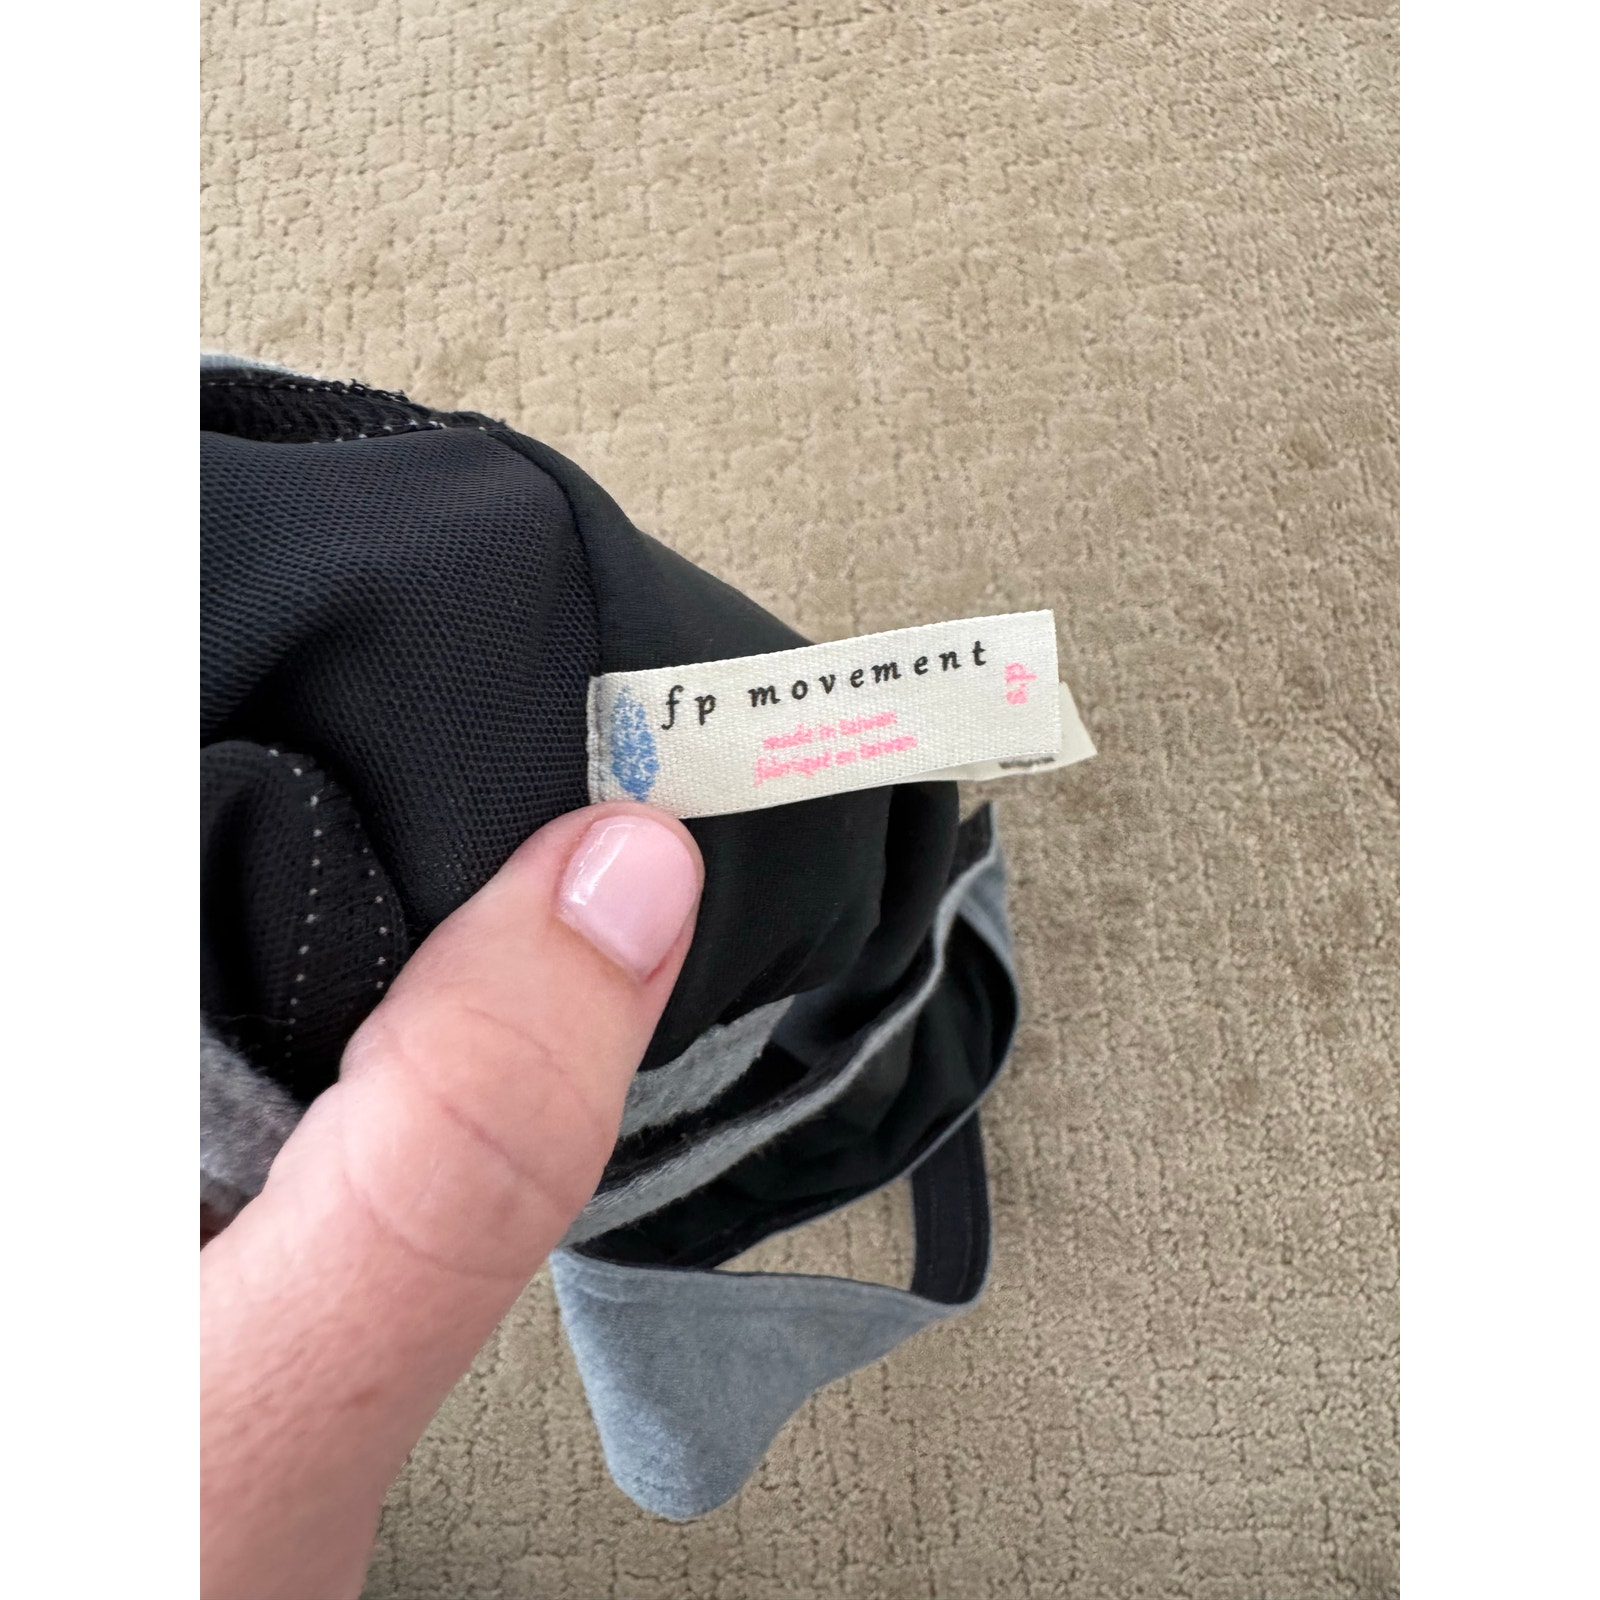 fp movement
made in taiwan
fabriqué en taiwan
s.p